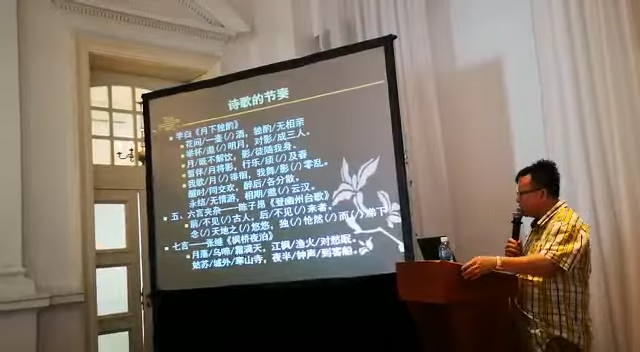 诗歌的节奏
李白《月下独酌》
花间/一壶(/)酒，独酌/无相亲
举杯/邀(/)明月，对影/成三人。
月/既不解饮，影/徒随我身。
暂伴/月将影，行乐/须(/)及春
我歌/月(/)徘徊，我舞/影(/)零乱。
醒时/同交欢，醉后/各分散。
永结/无情游，相期/邈(/)云汉。
五、六言夹杂——陈子昂《登幽州台歌》
前/不见(/)古人，后/不见(/)来者。
念(/)天地之(/)悠悠，独(/)怆然(/)而(/)涕下
七言——张继《枫桥夜泊》
月落/乌啼/霜满天，江枫/渔火/对愁眠。
姑苏/城外/寒山寺，夜半/钟声/到客船